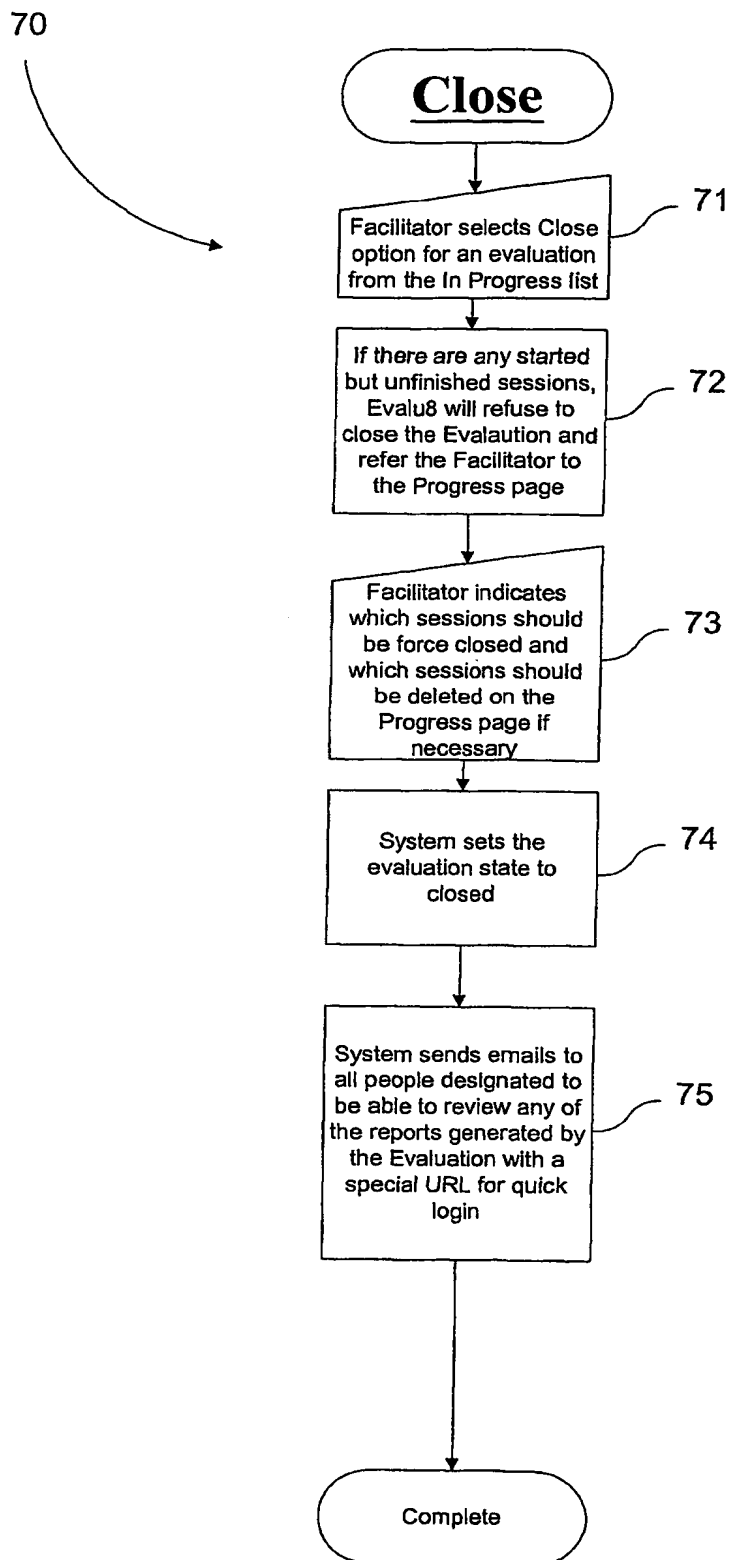 70
Close
71
Facilitator selects Close
option for an evaluation
from the In Progress list
72
If there are any started
but unfinished sessions,
Evalu8 will refuse to
close the Evalaution and
refer the Facilitator to
the Progress page
73
Facilitator indicates
which sessions should
be force closed and
which sessions should
be deleted on the
Progress page if
necessary
74
System sets the
evaluation state to
closed
75
System sends emails to
all people designated to
be able to review any of
the reports generated by
the Evaluation with a
special URL for quick
login
Complete